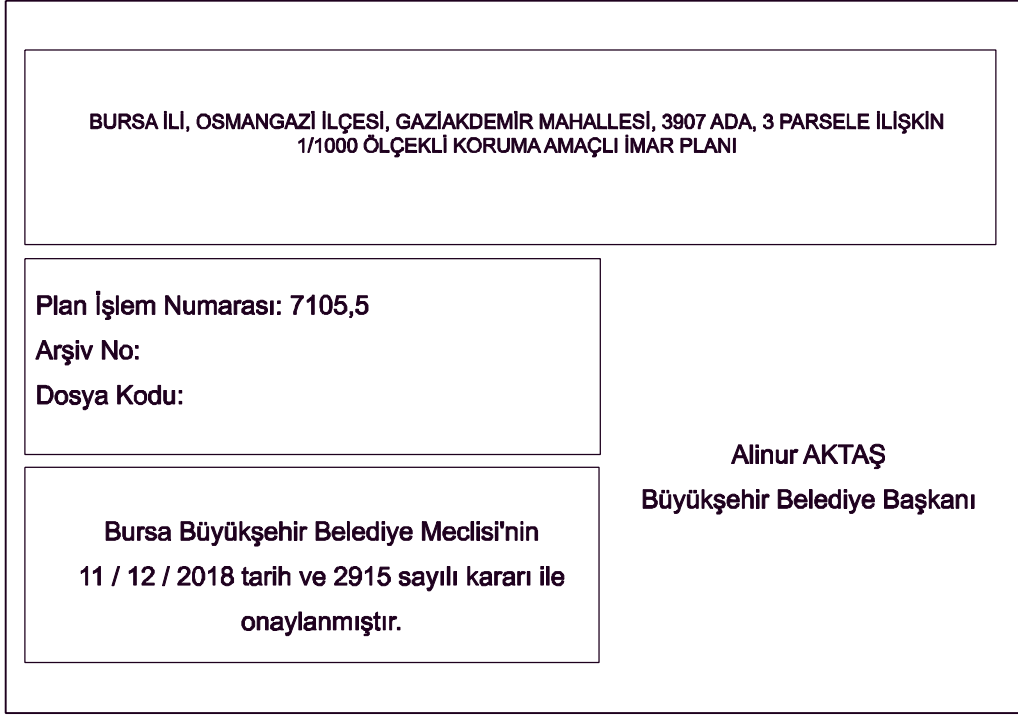 BURSA İLİ, OSMANGAZİ İLÇESİ, GAZİAKDEMİR MAHALLESİ, 3907 ADA, 3 PARSELE İLİŞKİN
1/1000 ÖLÇEKLİ KORUMA AMAÇLI İMAR PLANI
Plan İşlem Numarası: 7105,5
Arşiv No:
Dosya Kodu:
Alinur AKTAŞ
Büyükşehir Belediye Başkanı
Bursa Büyükşehir Belediye Meclisi'nin
11 / 12 / 2018 tarih ve 2915 sayılı kararı ile
onaylanmıştır.